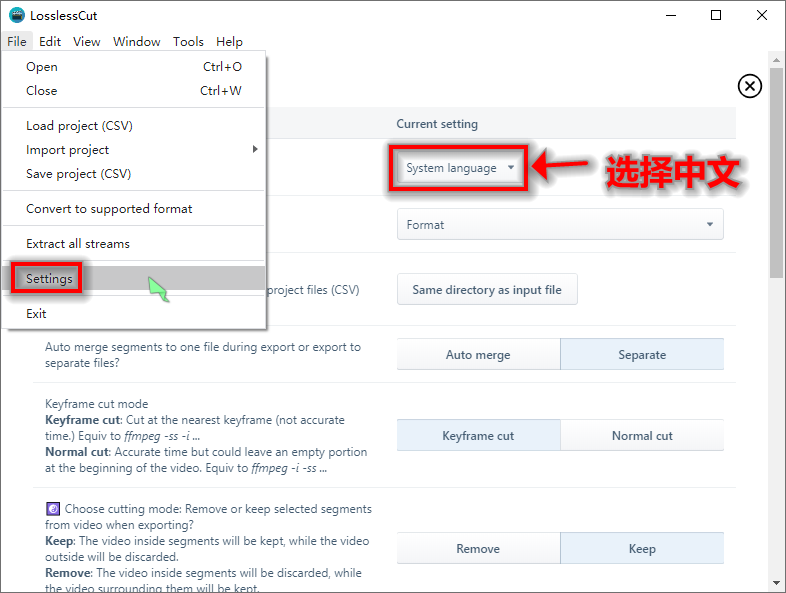 LosslessCut
File Edit View Window Tools Help
Open Ctrl+O
Close Ctrl+W
Load project (CSV)
Import project
Save project (CSV)
Convert to supported format
Extract all streams
Settings
Exit
Current setting
System language
选择中文
Format
project files (CSV)
Same directory as input file
Auto merge segments to one file during export or export to
separate files?
Auto merge
Separate
Keyframe cut mode
Keyframe cut: Cut at the nearest keyframe (not accurate
time.) Equiv to ffmpeg -ss -i ...
Normal cut: Accurate time but could leave an empty portion
at the beginning of the video. Equiv to ffmpeg -i -ss ...
Keyframe cut
Normal cut
Choose cutting mode: Remove or keep selected segments
from video when exporting?
Keep: The video inside segments will be kept, while the video
outside will be discarded.
Remove: The video inside segments will be discarded, while
the video surrounding them will be kept.
Remove
Keep